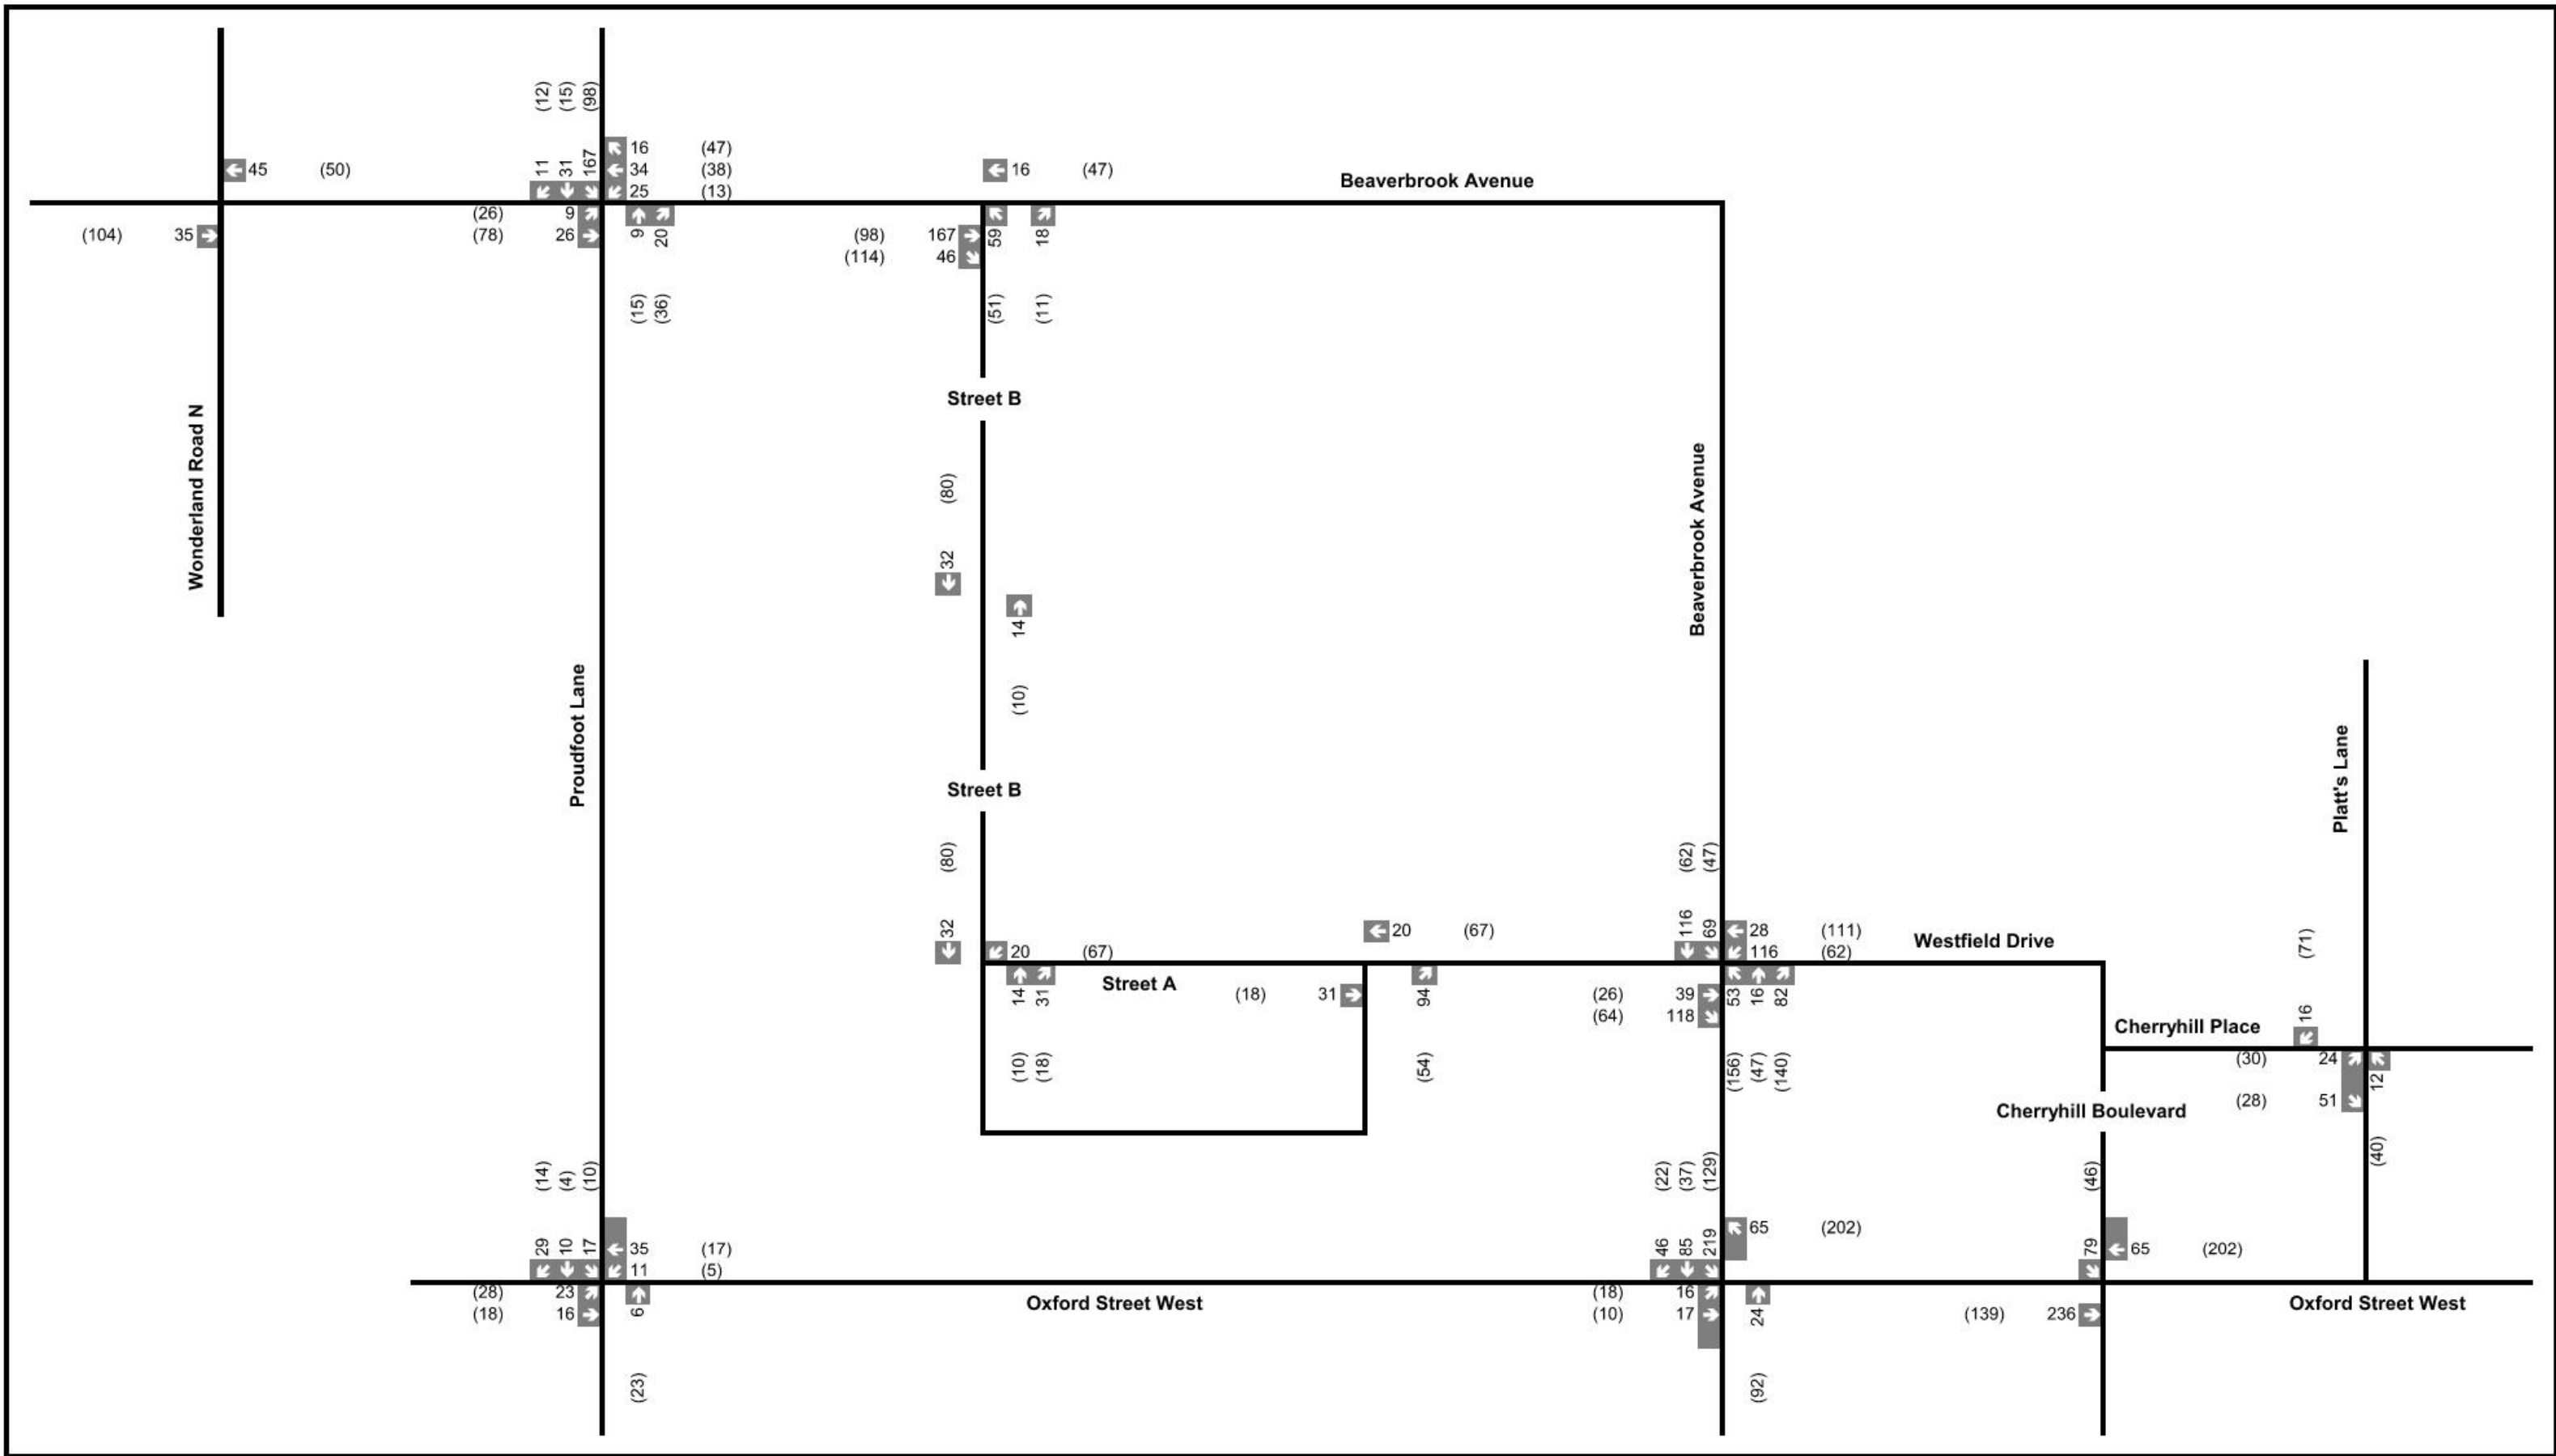 (12) (15) (98)
11 31 167
16 (47)
45 (50)
34 (38)
16 (47)
Beaverbrook Avenue
25 (13)
(26) 9
(104) 35
(78) 26
9 20
(98) 167
59 18
(114) 46
(15) (36)
(51) (11)
Street B
Wonderland Road N
Beaverbrook Avenue
(80)
32
14
(10)
Proudfoot Lane
Street B
Platt's Lane
(80)
(62) (47)
32
116 69
20 (67)
28 (111)
Westfield Drive
(71)
20 (67)
116 (62)
Street A
14 31
(18) 31
94
(26) 39
53 16 82
(64) 118
16
Cherryhill Place
(10) (18)
(54)
(156) (47) (140)
(30) 24
12
(28) 51
Cherryhill Boulevard
(40)
(14) (4) (10)
(22) (37) (129)
(46)
29 10 17
35 (17)
11 (5)
46 85 219
65 (202)
79
65 (202)
(28) 23
(18) 16
6
Oxford Street West
(18) 16
(10) 17
24
(139) 236
Oxford Street West
(23)
(92)